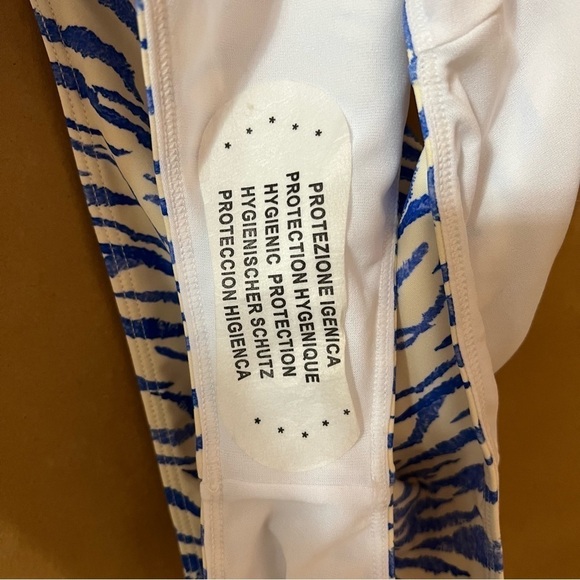 * * * * *
PROTEZIONE IGENICA
PROTECTION HYGENIQUE
HYGIENIC PROTECTION
HYGIENISCHER SCHUTZ
PROTECCION HIGIENCA
* * * * *